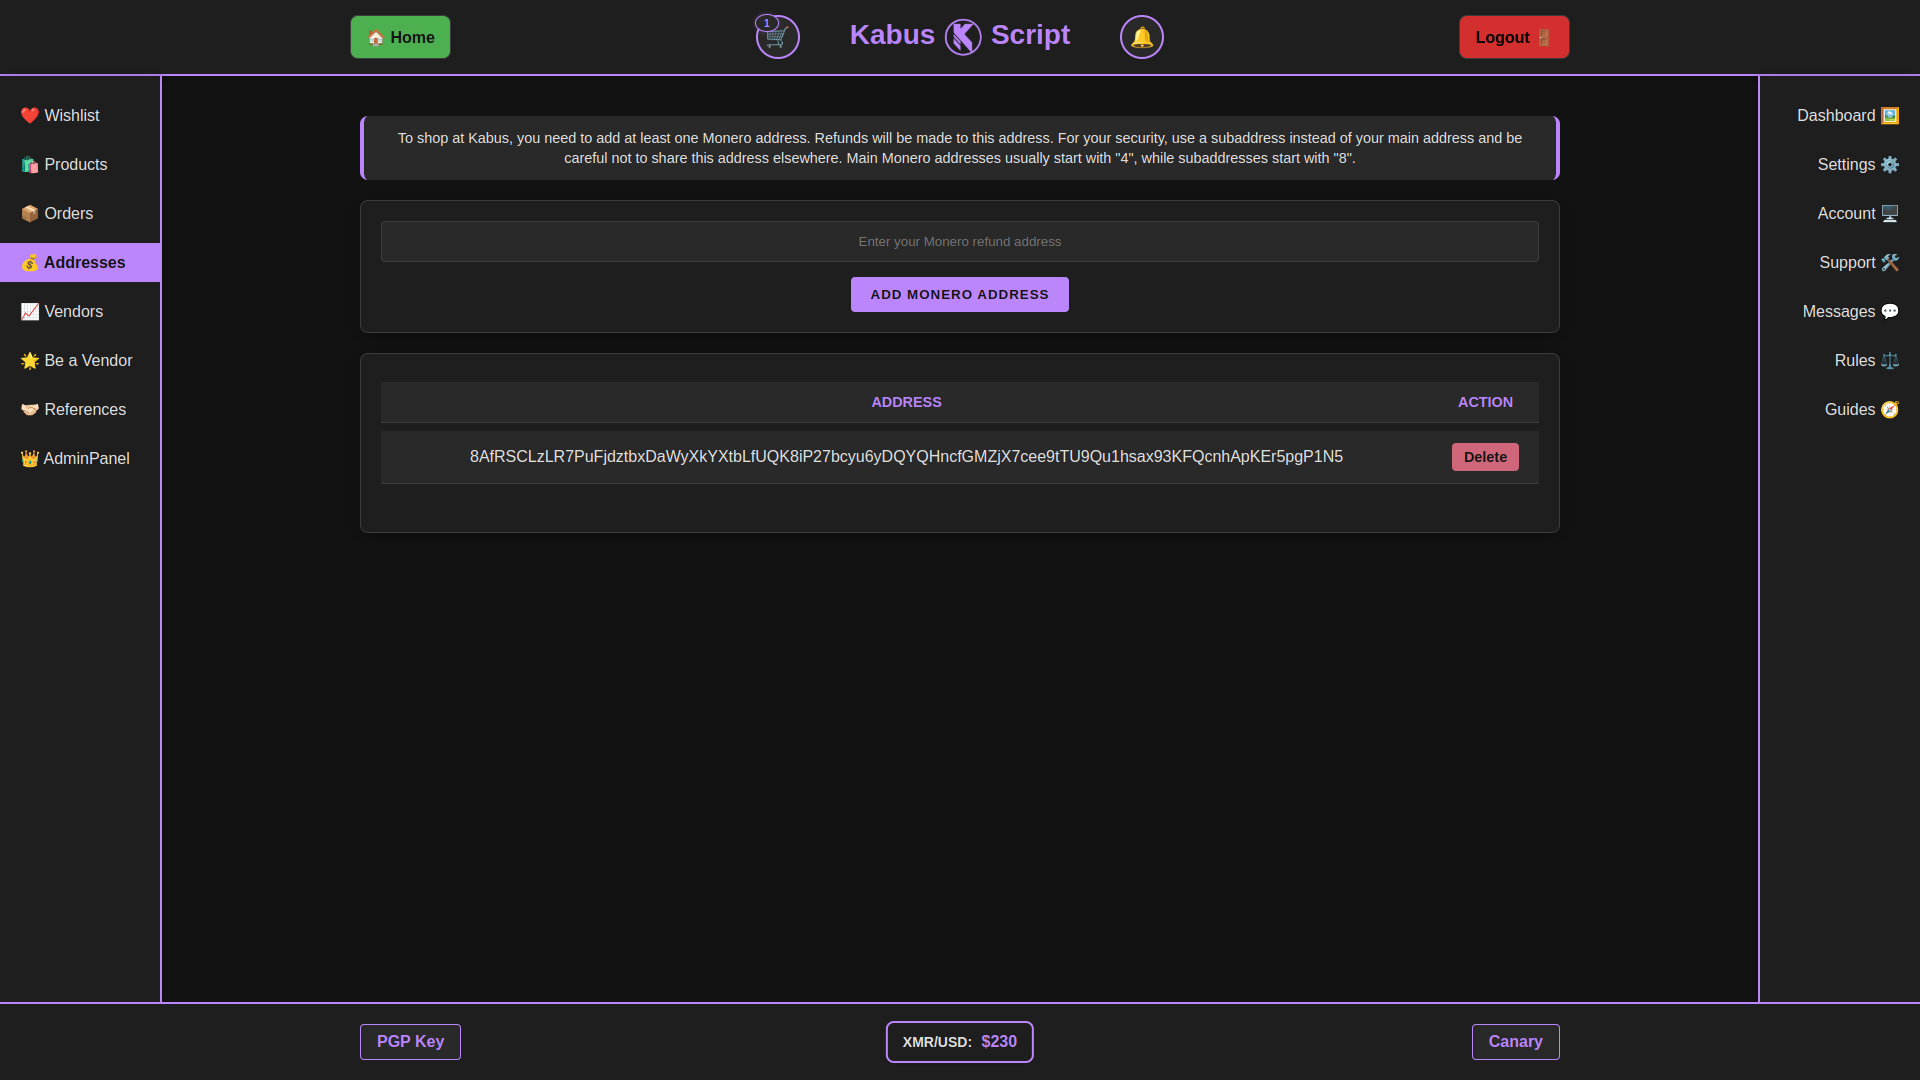 🏠 Home
1
🛒
Kabus Script
🔔
Logout 🚪
❤️ Wishlist
🛍️ Products
📦 Orders
💰 Addresses
📈 Vendors
🌟 Be a Vendor
🤝🏻 References
👑 AdminPanel
To shop at Kabus, you need to add at least one Monero address. Refunds will be made to this address. For your security, use a subaddress instead of your main address and be
careful not to share this address elsewhere. Main Monero addresses usually start with "4", while subaddresses start with "8".
Enter your Monero refund address
ADD MONERO ADDRESS
ADDRESS ACTION
8AfRSCLzLR7PuFjdztbxDaWyXkYXtbLfUQK8iP27bcyu6yDQYQHncfGMZjX7cee9tTU9Qu1hsax93KFQcnhApKEr5pgP1N5 Delete
Dashboard 🖼️
Settings ⚙️
Account 🖥️
Support 🛠️
Messages 💬
Rules ⚖️
Guides 🧭
PGP Key
XMR/USD: $230
Canary